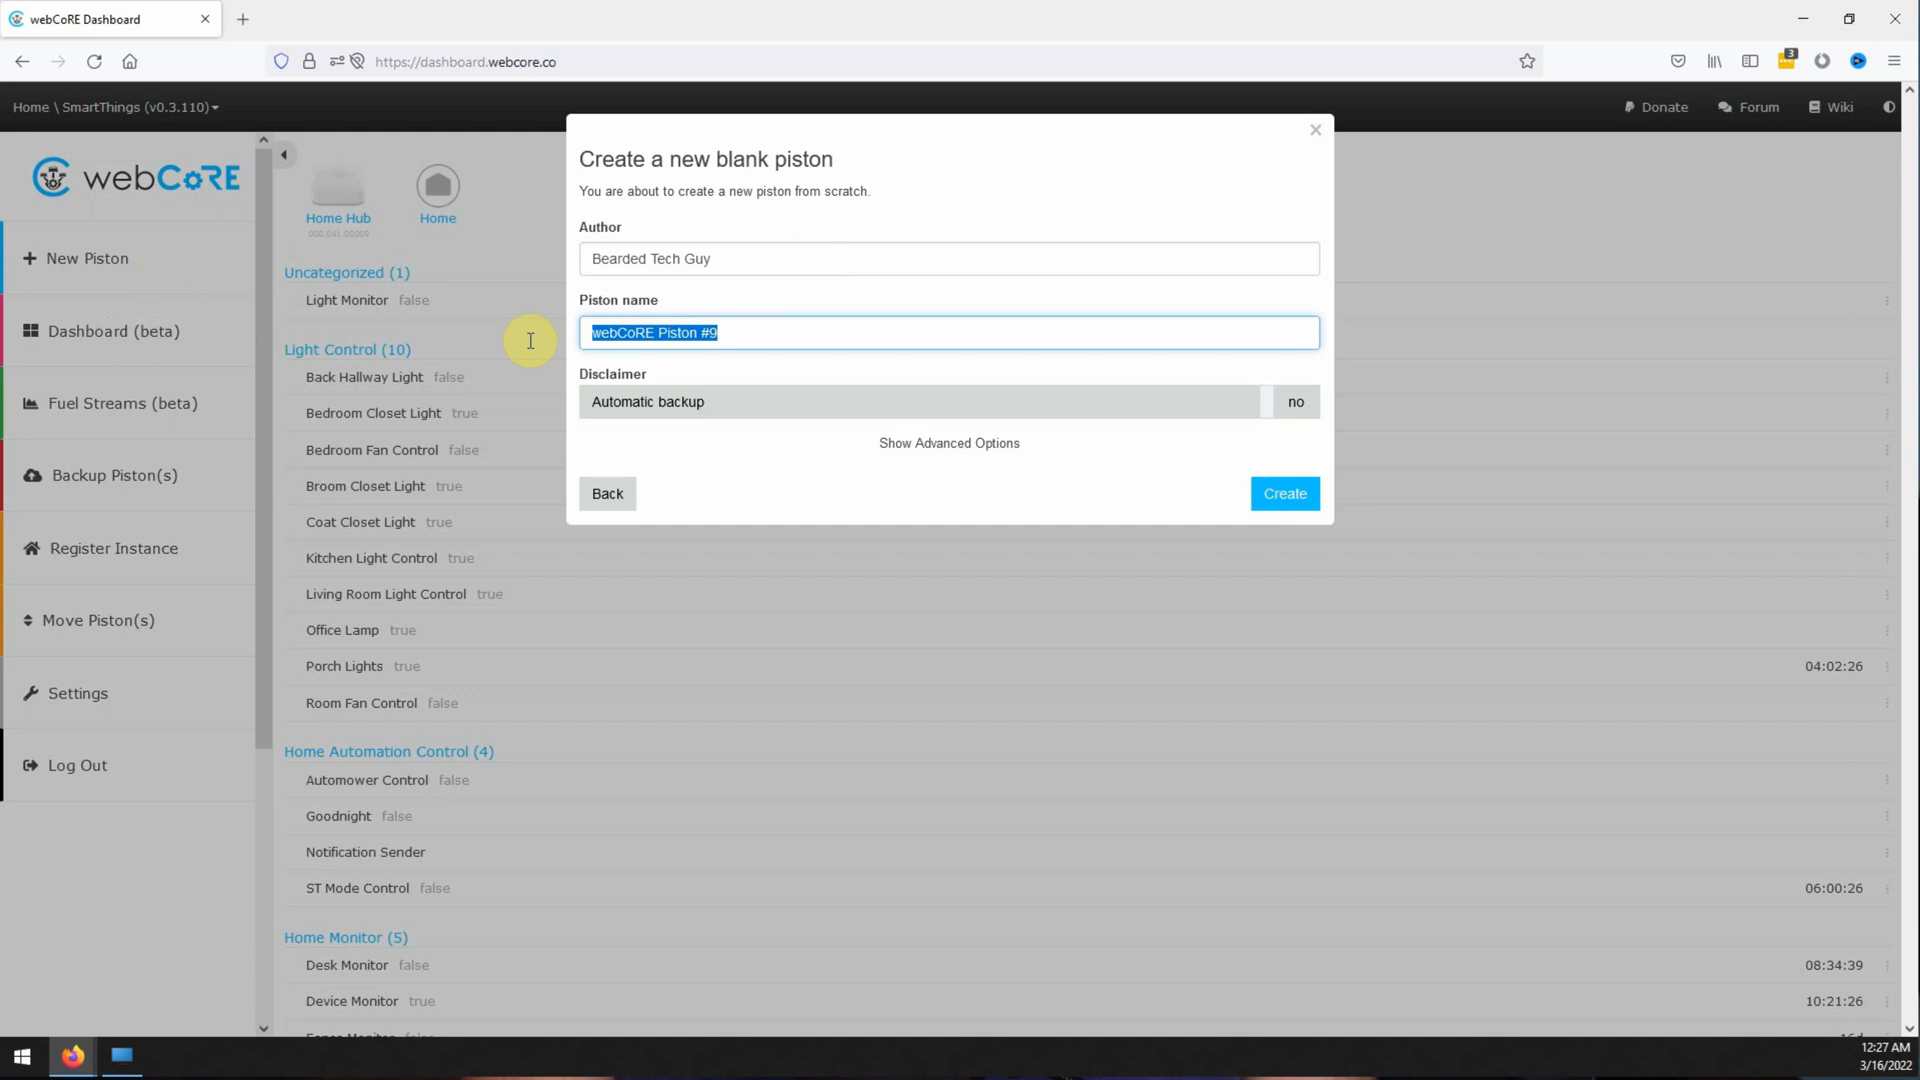 webCoRE Dashboard
https://dashboard.webcore.co
3
Home \ SmartThings (v0.3.110)
Donate
Forum
Wiki
webCoRE
New Piston
Dashboard (beta)
Fuel Streams (beta)
Backup Piston(s)
Register Instance
Move Piston(s)
Settings
Log Out
Home Hub
000.041.00009
Home
Uncategorized (1)
Light Monitor false
Light Control (10)
Back Hallway Light false
Bedroom Closet Light true
Bedroom Fan Control false
Broom Closet Light true
Coat Closet Light true
Kitchen Light Control true
Living Room Light Control true
Office Lamp true
Porch Lights true 04:02:26
Room Fan Control false
Home Automation Control (4)
Automower Control false
Goodnight false
Notification Sender
ST Mode Control false 06:00:26
Home Monitor (5)
Desk Monitor false 08:34:39
Device Monitor true 10:21:26
Create a new blank piston
You are about to create a new piston from scratch.
Author
Bearded Tech Guy
Piston name
webCoRE Piston #9
Disclaimer
Automatic backup no
Show Advanced Options
Back
Create
12:27 AM
3/16/2022